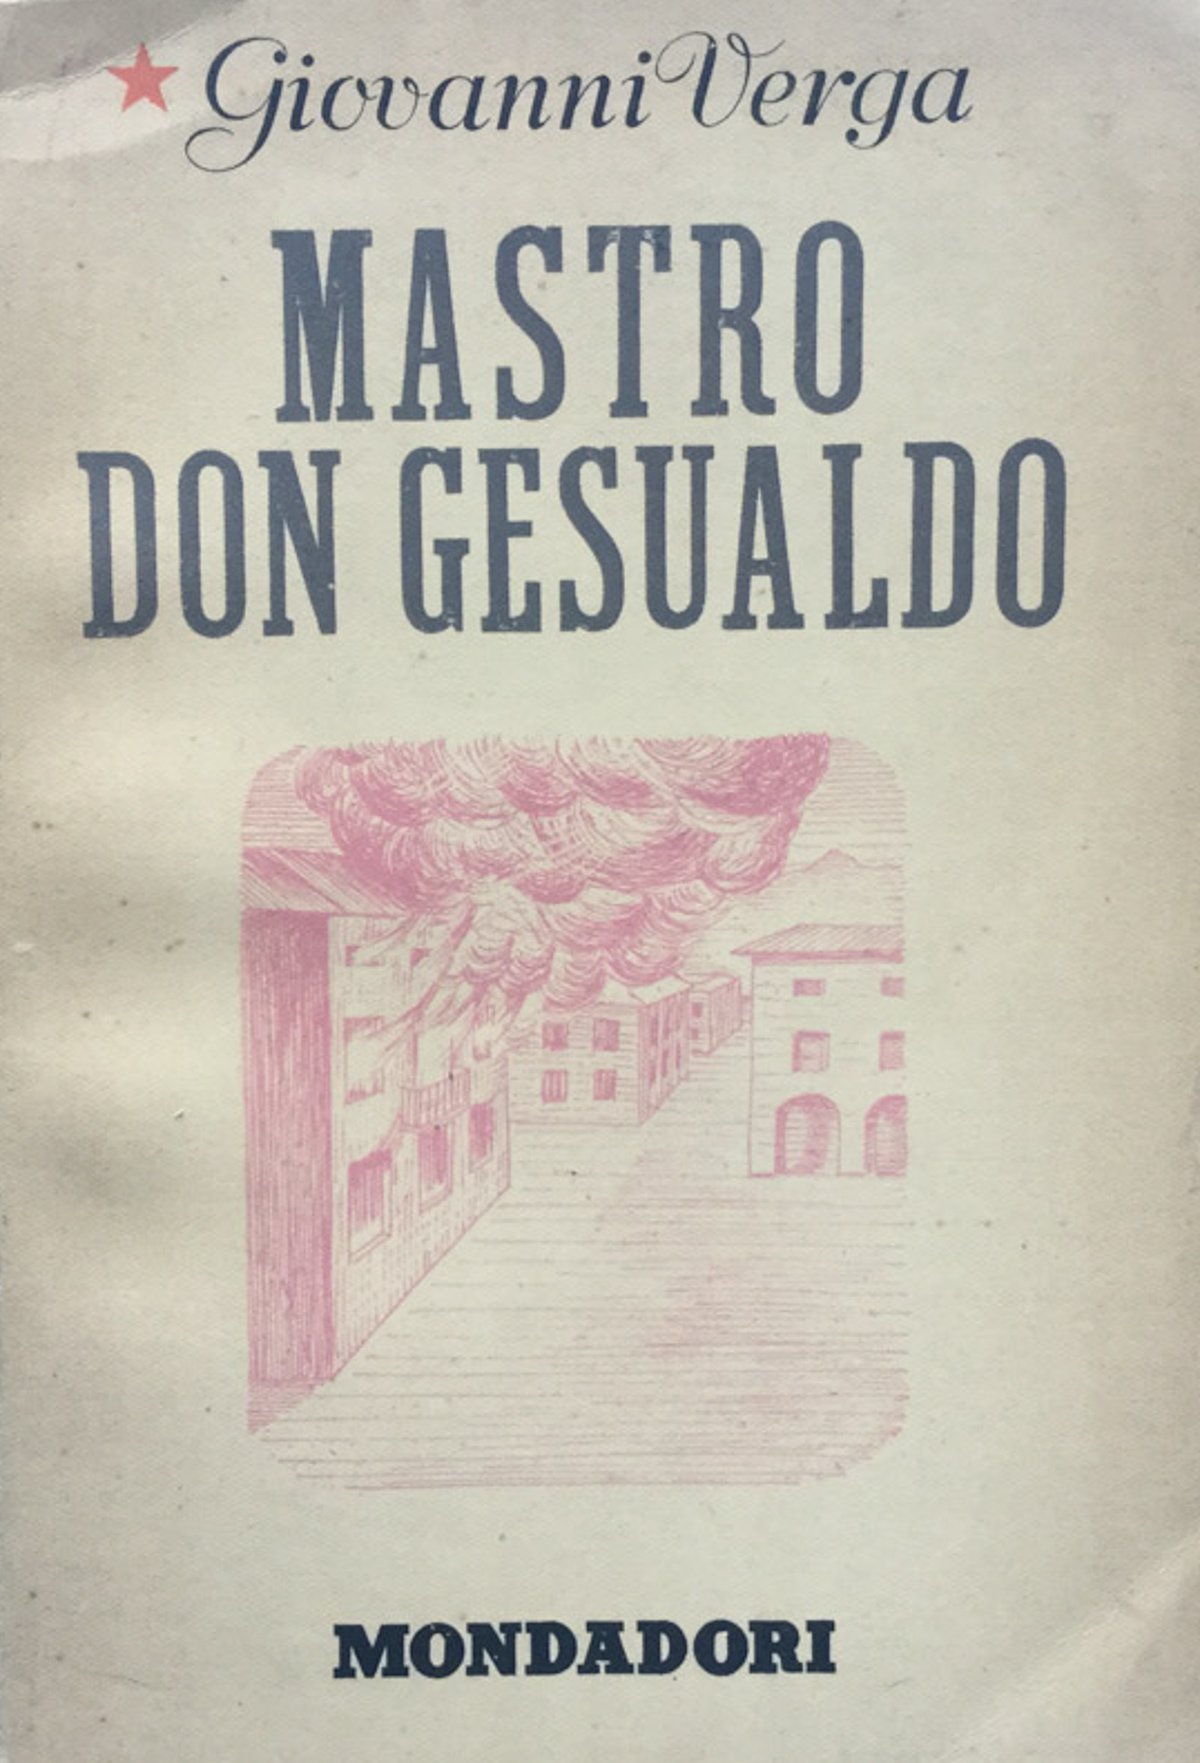 Giovanni Verga
MASTRO
DON GESUALDO
MONDADORI